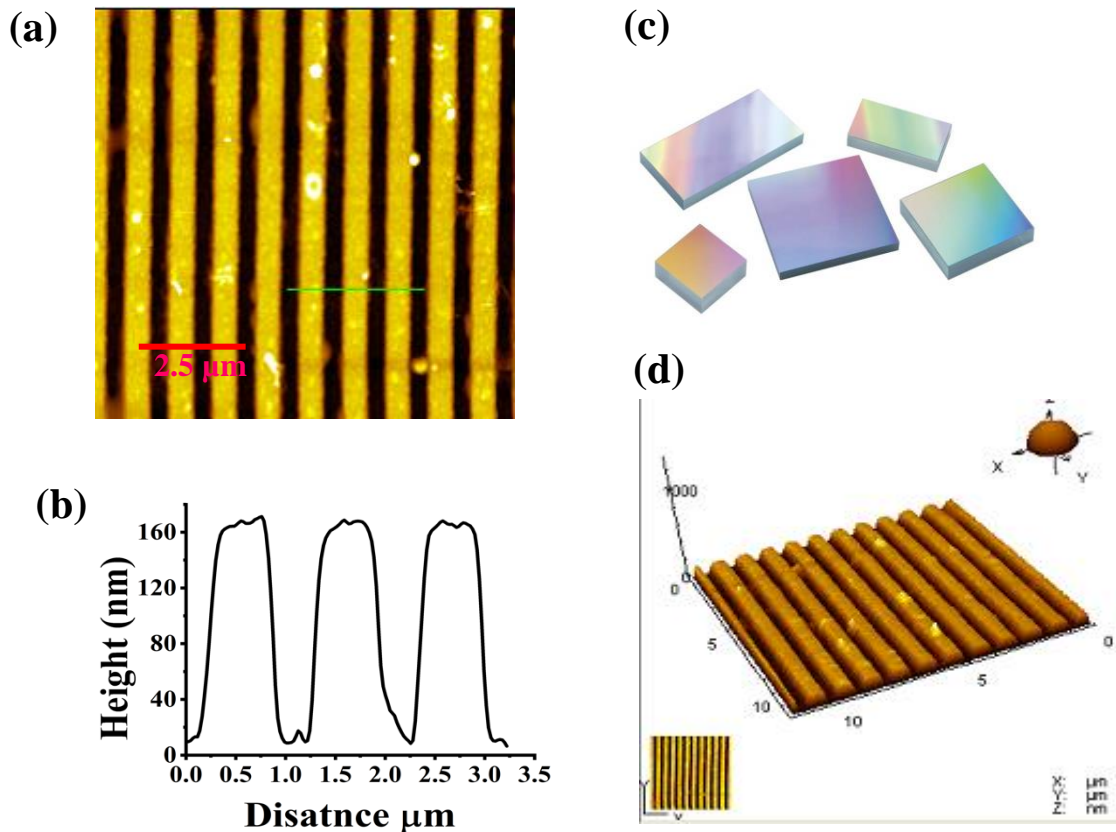 (a)
2.5 μm
(b)
Height (nm)
160
120
80
40
0
0.0 0.5 1.0 1.5 2.0 2.5 3.0 3.5
Disatnce μm
(c)
(d)
Z
X
Y
1000
0
0
5
5
10
10
0
Y
X
X: μm
Y: μm
Z: nm